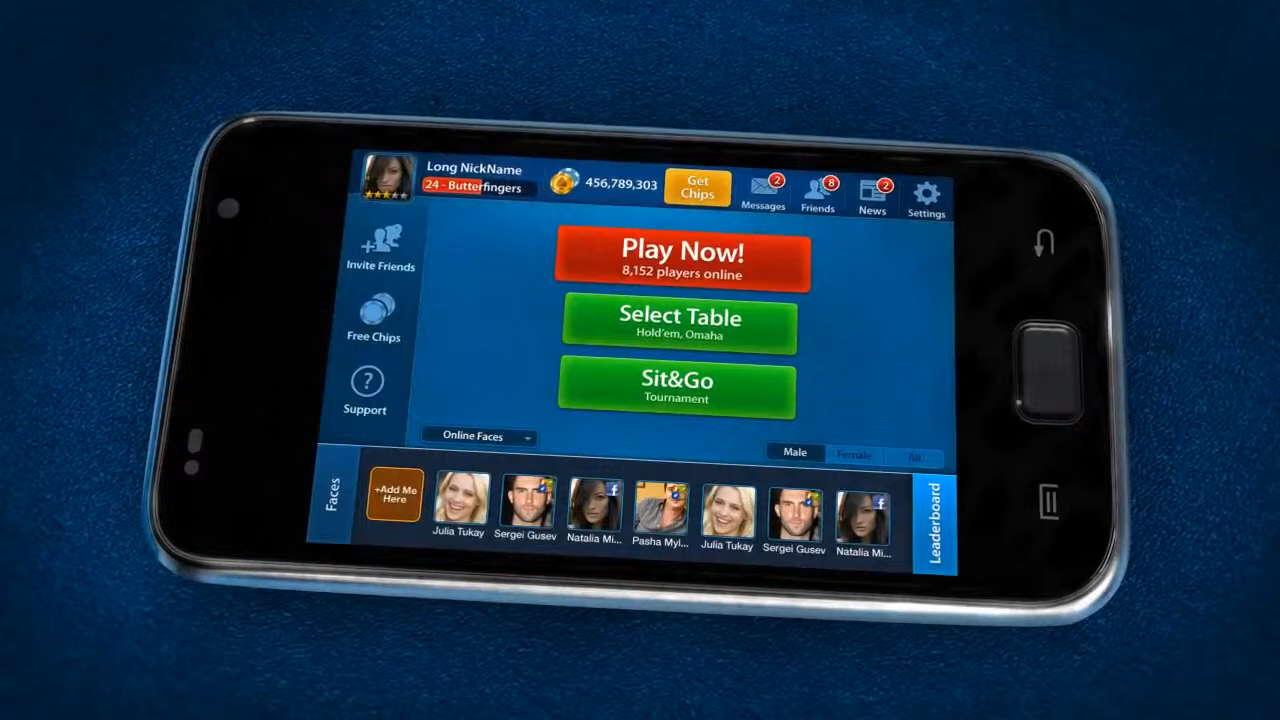 Long NickName
24 - Butterfingers
456,789,303
Get
Chips
2
Messages
8
Friends
2
News
Settings
Invite Friends
Free Chips
?
Support
Play Now!
8,152 players online
Select Table
Hold'em, Omaha
Sit&Go
Tournament
Online Faces
Male
Female
All
Faces
+Add Me
Here
Julia Tukay
Sergei Gusev
Natalia Mi...
Pasha Myl...
Julia Tukay
Sergei Gusev
Natalia Mi...
Leaderboard